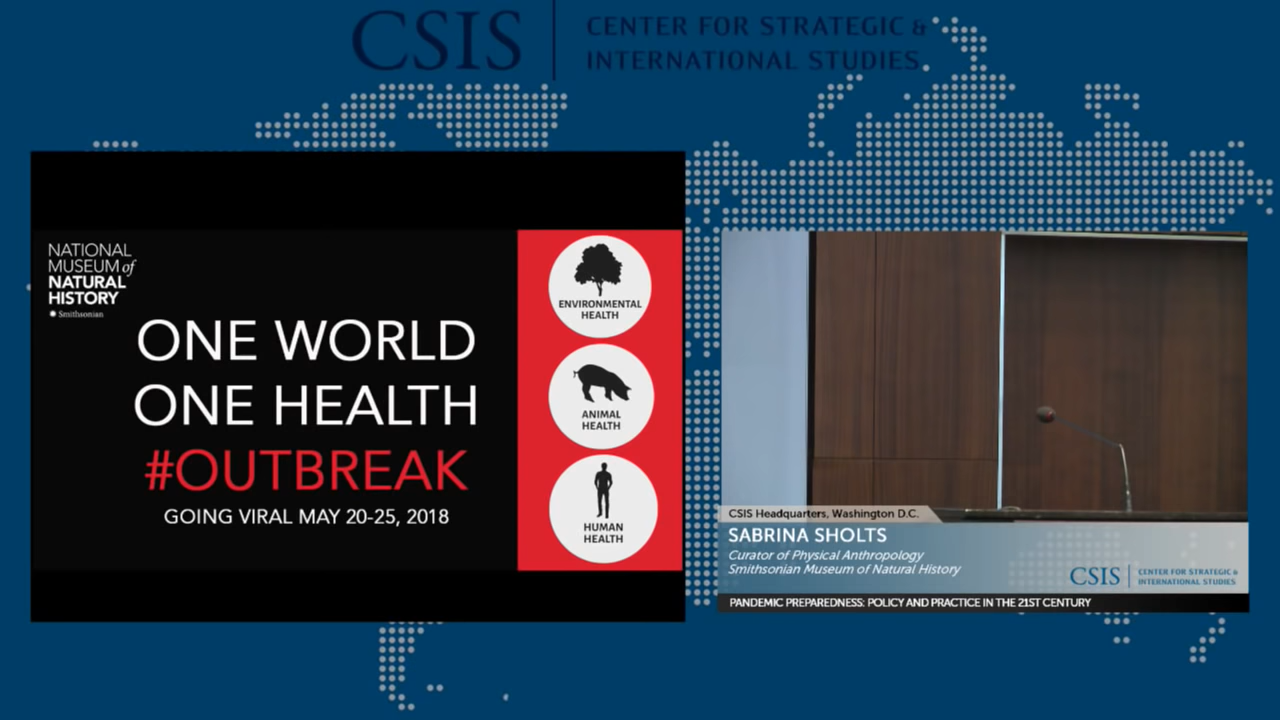 CSIS
CENTER FOR STRATEGIC &
INTERNATIONAL STUDIES
NATIONAL
MUSEUM of
NATURAL
HISTORY
Smithsonian
ONE WORLD
ONE HEALTH
#OUTBREAK
GOING VIRAL MAY 20-25, 2018
ENVIRONMENTAL
HEALTH
ANIMAL
HEALTH
HUMAN
HEALTH
CSIS Headquarters, Washington D.C.
SABRINA SHOLTS
Curator of Physical Anthropology
Smithsonian Museum of Natural History
CSIS
CENTER FOR STRATEGIC &
INTERNATIONAL STUDIES
PANDEMIC PREPAREDNESS: POLICY AND PRACTICE IN THE 21ST CENTURY